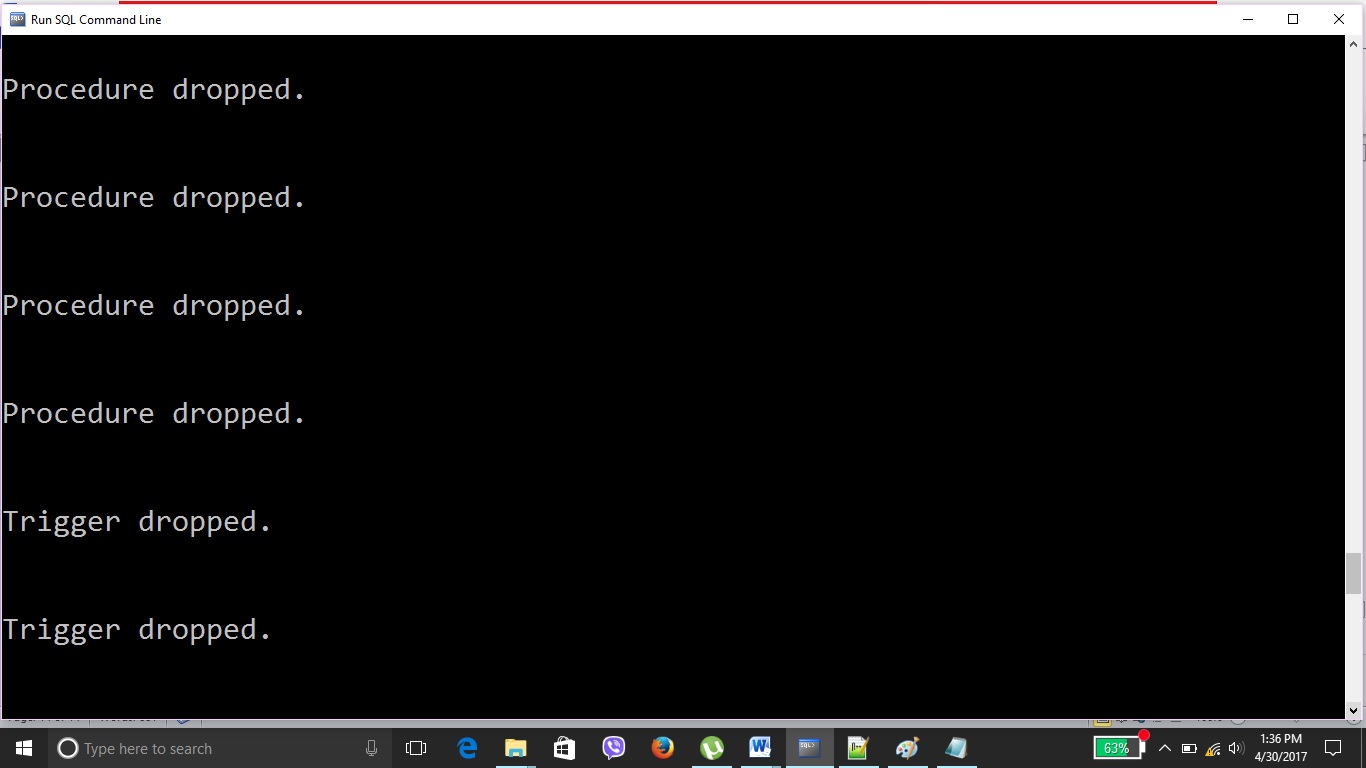 Run SQL Command Line
Procedure dropped.
Procedure dropped.
Procedure dropped.
Procedure dropped.
Trigger dropped.
Trigger dropped.
Type here to search
63%
1:36 PM
4/30/2017